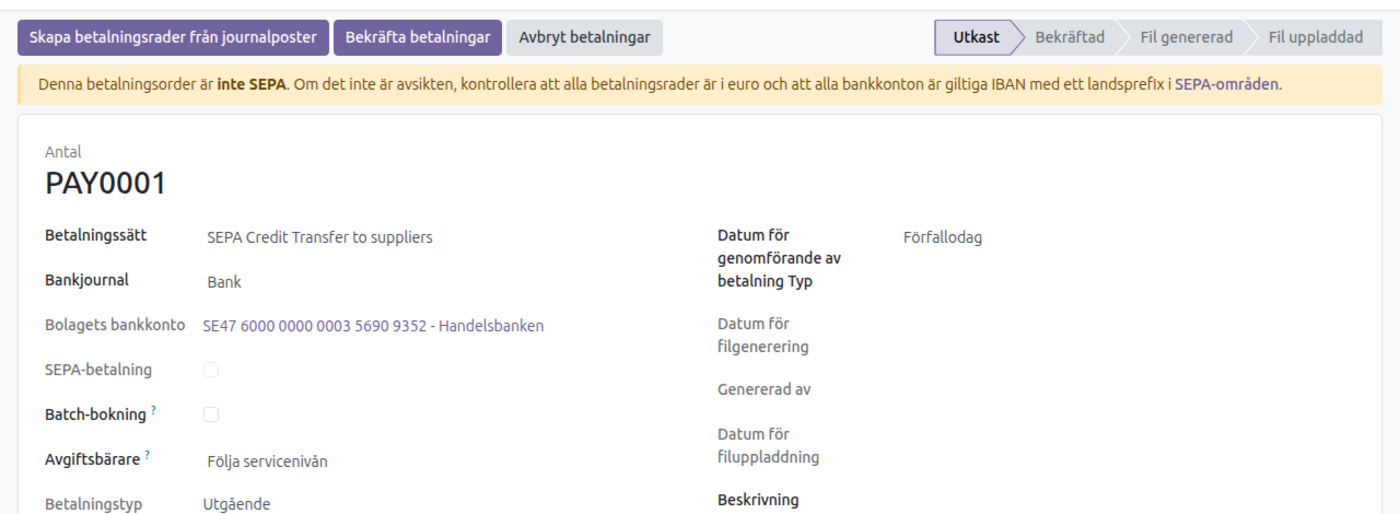 Skapa betalningsrader från journalposter Bekräfta betalningar Avbryt betalningar Utkast Bekräftad Fil genererad Fil uppladdad
Denna betalningsorder är inte SEPA. Om det inte är avsikten, kontrollera att alla betalningsrader är i euro och att alla bankkonton är giltiga IBAN med ett landsprefix i SEPA-områden.
Antal
PAY0001
Betalningssätt SEPA Credit Transfer to suppliers
Bankjournal Bank
Bolagets bankkonto SE47 6000 0000 0003 5690 9352 - Handelsbanken
SEPA-betalning
Batch-bokning ?
Avgiftsbärare ? Följa servicenivån
Betalningstyp Utgående
Datum för Förfallodag
genomförande av
betalning Typ
Datum för
filgenerering
Genererad av
Datum för
filuppladdning
Beskrivning